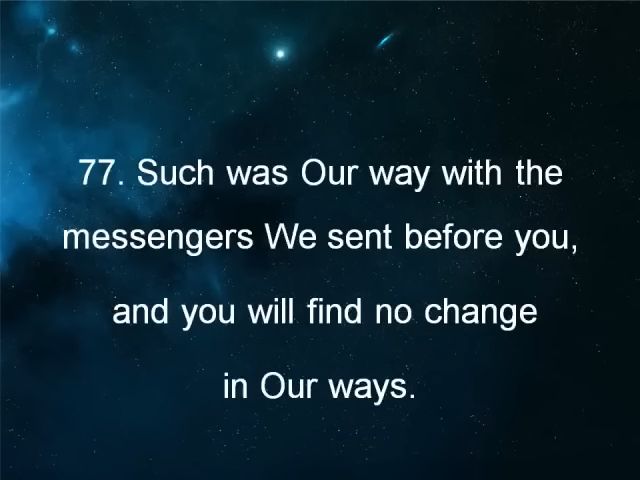 77. Such was Our way with the
messengers We sent before you,
and you will find no change
in Our ways.